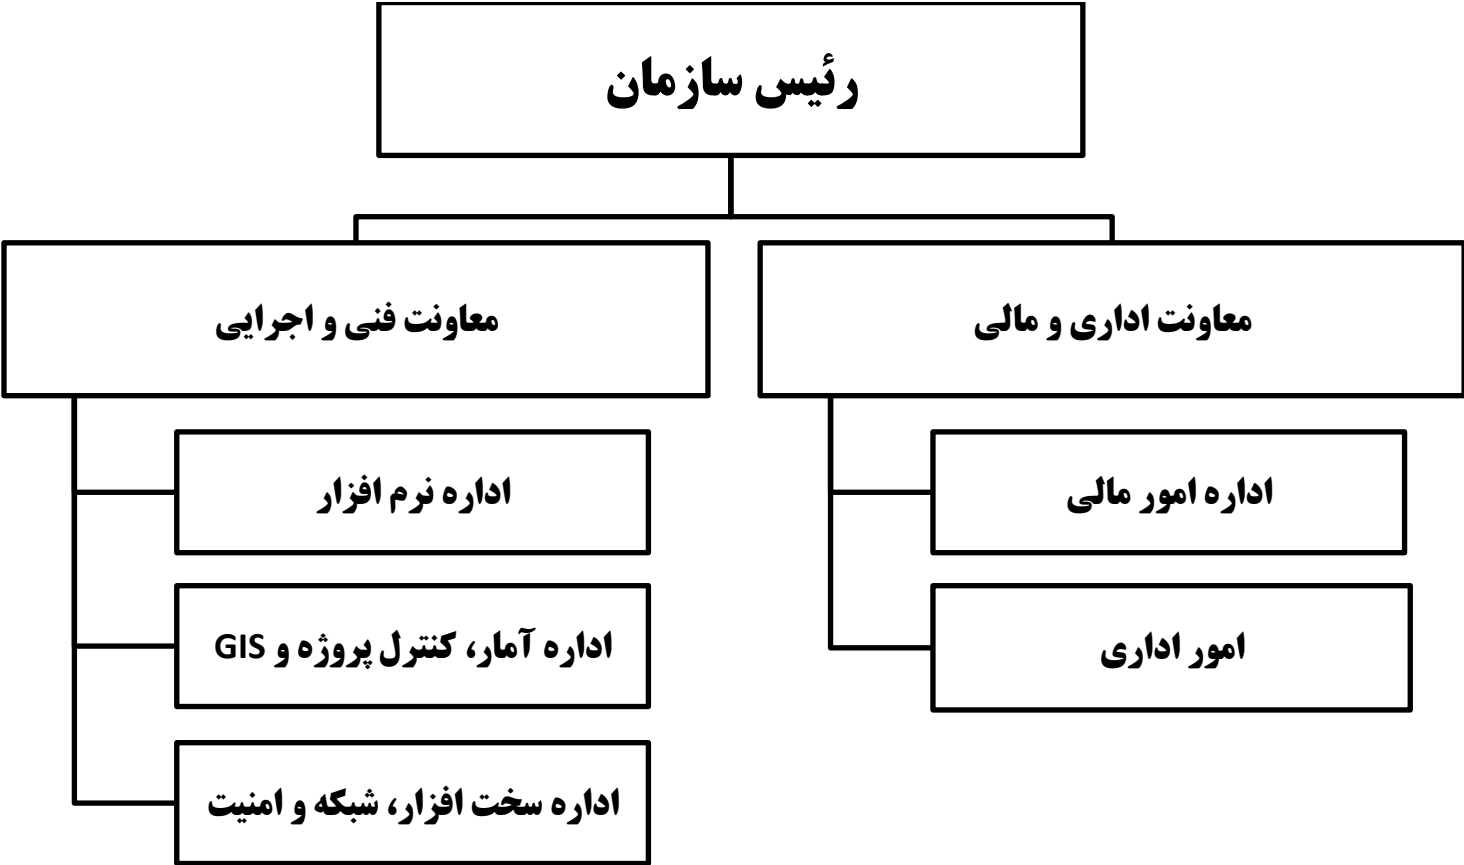 رئیس سازمان
معاونت اداری و مالی
اداره امور مالی
امور اداری
معاونت فنی و اجرایی
اداره نرم افزار
اداره آمار، کنترل پروژه و GIS
اداره سخت افزار، شبکه و امنیت